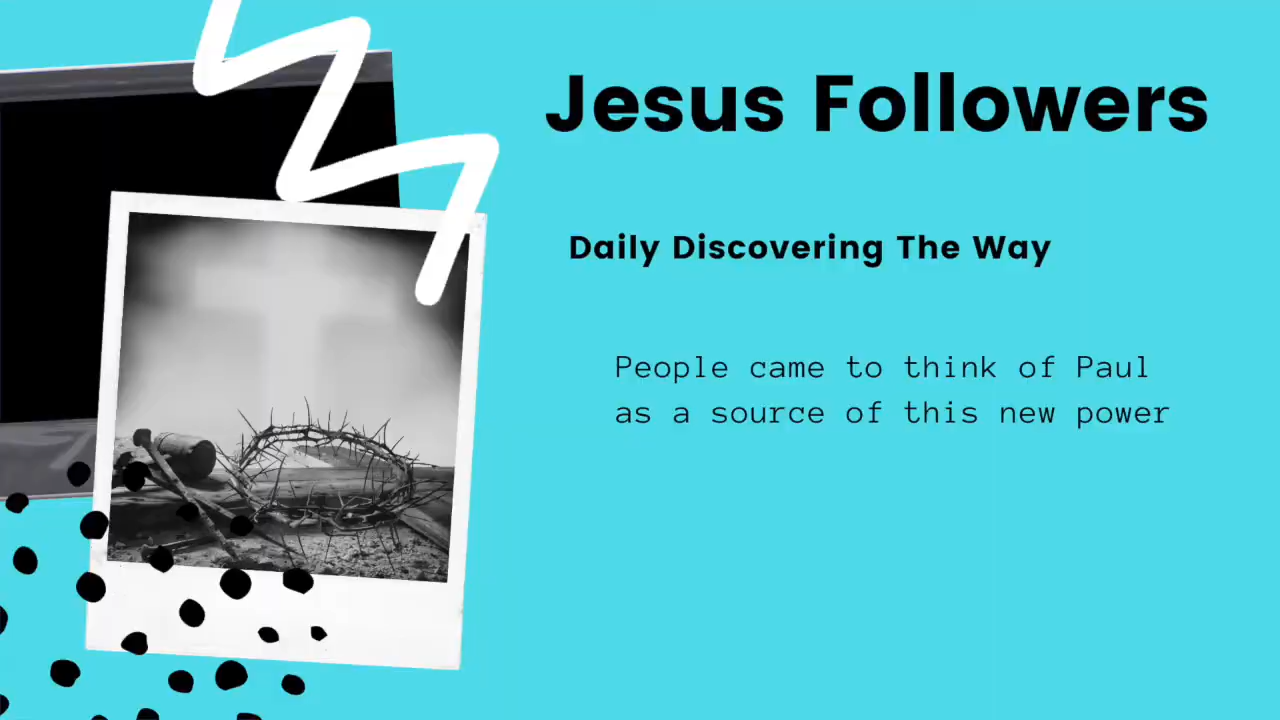 Jesus Followers
Daily Discovering The Way
People came to think of Paul
as a source of this new power